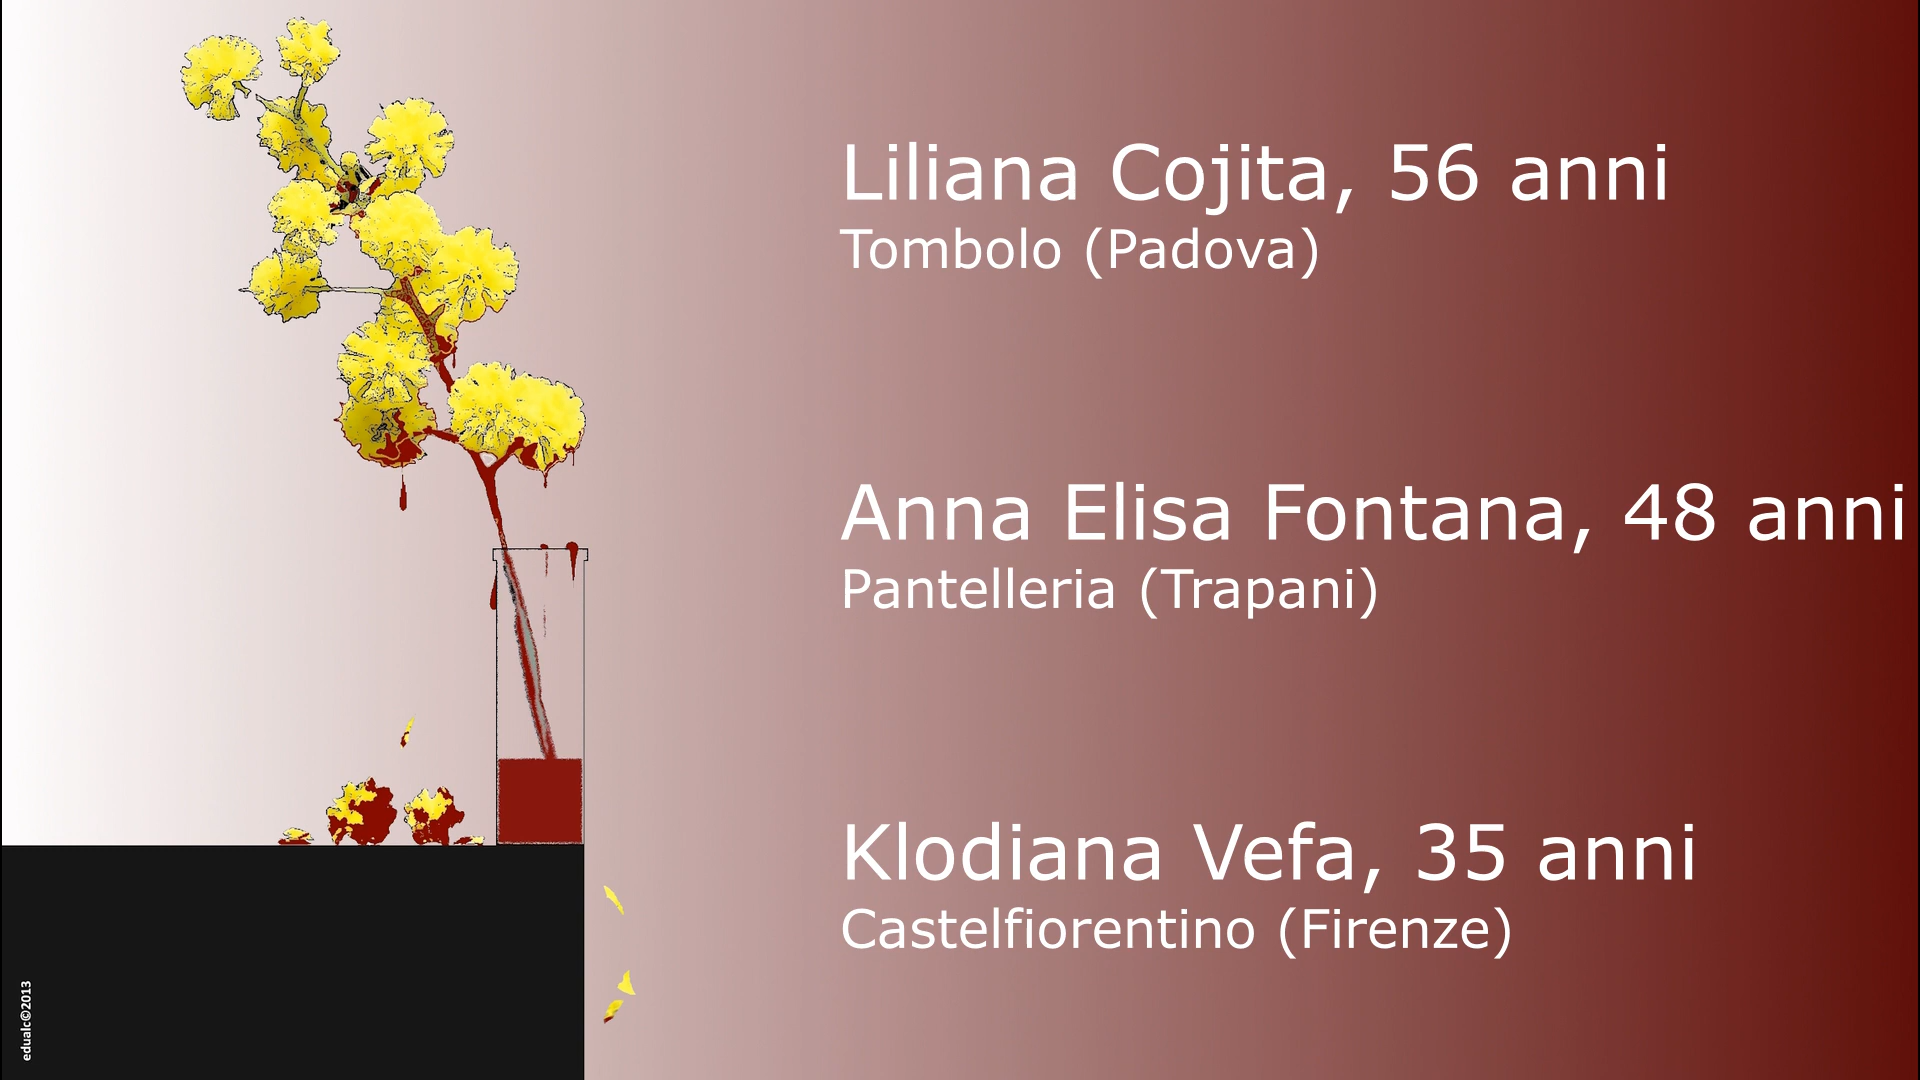 Liliana Cojita, 56 anni
Tombolo (Padova)
Anna Elisa Fontana, 48 anni
Pantelleria (Trapani)
Klodiana Vefa, 35 anni
Castelfiorentino (Firenze)
edualc©2013